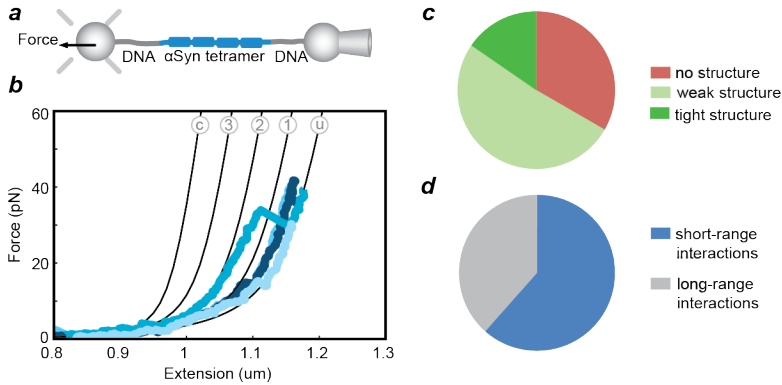 a
Force
DNA αSyn tetramer DNA
b
60
40
20
0
Force (pN)
c 3 2 1 u
0.8 0.9 1 1.1 1.2 1.3
Extension (um)
c
no structure
weak structure
tight structure
d
short-range
interactions
long-range
interactions